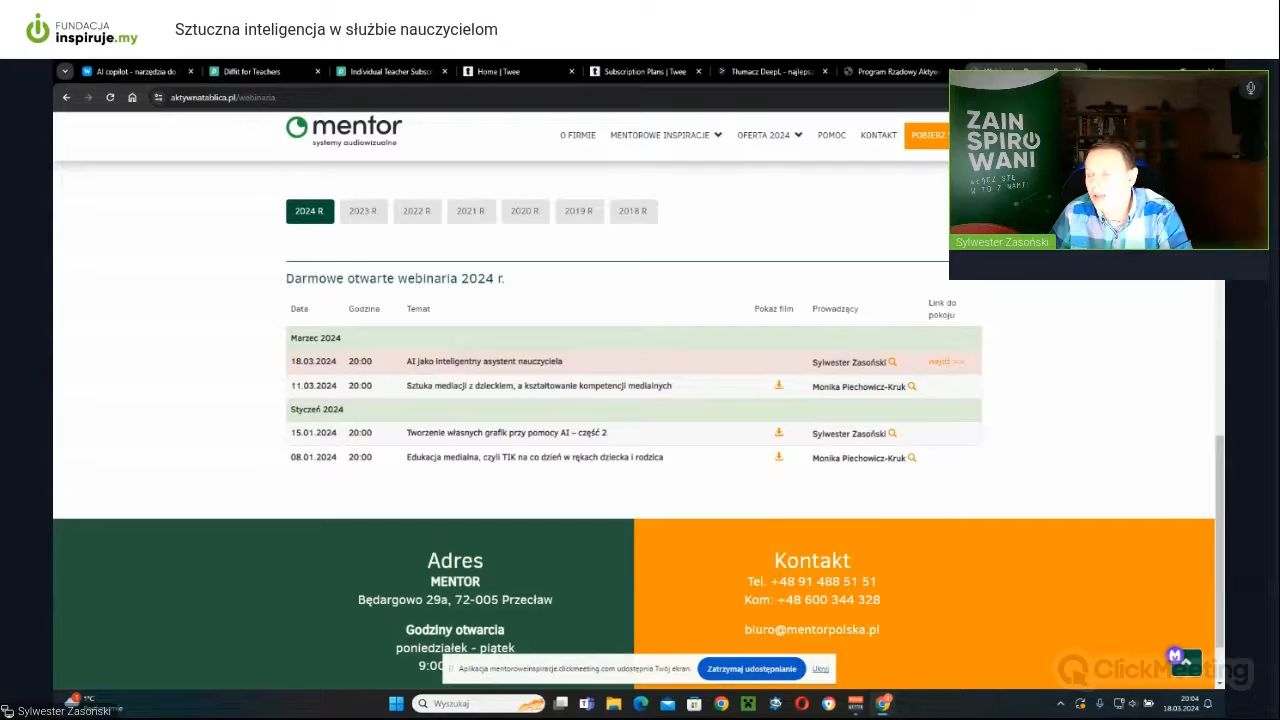 FUNDACJA
inspiruje.my
Sztuczna inteligencja w służbie nauczycielom
AI copilot - narzędzia do
Diffit for Teachers
Individual Teacher Subsc
Home | Twee
Subscription Plans | Twee
Tłumacz DeepL - najleps
Program Rządowy Aktyw
aktywnatablica.pl/webinaria
mentor
systemy audiowizualne
O FIRMIE
MENTOROWE INSPIRACJE
OFERTA 2024
POMOC
KONTAKT
POBIERZ
ZAIN
SPIRO
WANI
Sylwester Zasoński
2024 R.
2023 R.
2022 R.
2021 R.
2020 R.
2019 R
2018 R
Darmowe otwarte webinaria 2024 r.
Data Godzina Temat Pokaz film Prowadzący Link do pokoju
Marzec 2024
18.03.2024 20:00 AI jako inteligentny asystent nauczyciela Sylwester Zasoński wejdź >>
11.03.2024 20:00 Sztuka mediacji z dzieckiem, a kształtowanie kompetencji medialnych Monika Piechowicz-Kruk
Styczeń 2024
15.01.2024 20:00 Tworzenie własnych grafik przy pomocy AI – część 2 Sylwester Zasoński
08.01.2024 20:00 Edukacja medialna, czyli TIK na co dzień w rękach dziecka i rodzica Monika Piechowicz-Kruk
Adres
MENTOR
Będargowo 29a, 72-005 Przecław
Godziny otwarcia
poniedziałek - piątek
9:00
Kontakt
Tel. +48 91 488 51 51
Kom: +48 600 344 328
biuro@mentorpolska.pl
Aplikacja mentoroweinspiracje.clickmeeting.com udostępnia Twój ekran.
Zatrzymaj udostępnianie
Ukryj
M
ClickMeeting
1°C
Sylwester Zasoński
Wyszukaj
20:04
18.03.2024